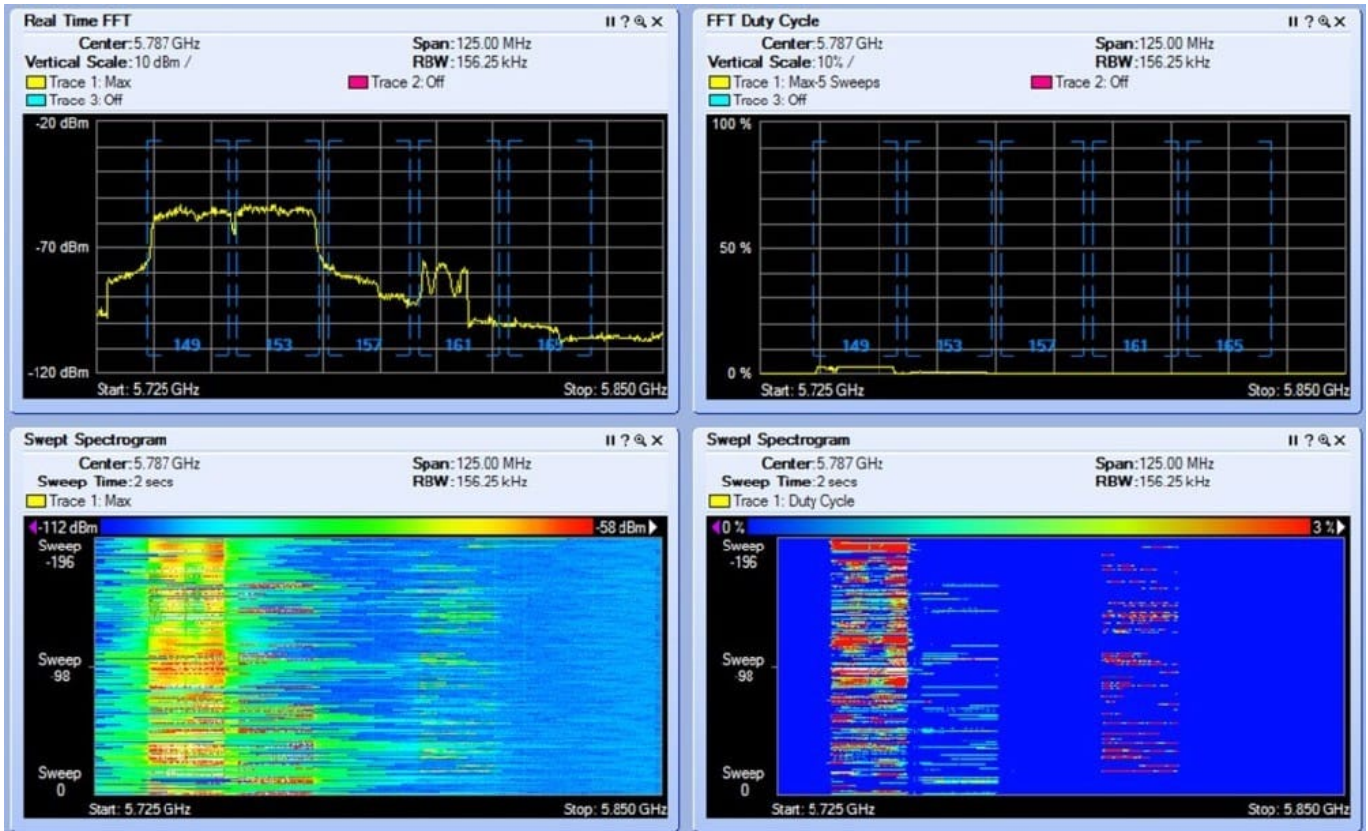 Real Time FFT
Center: 5.787 GHz Span: 125.00 MHz
Vertical Scale: 10 dBm / RBW: 156.25 kHz
Trace 1: Max Trace 2: Off
Trace 3: Off
-20 dBm
-70 dBm
149 153 157 161 165
-120 dBm
Start: 5.725 GHz Stop: 5.850 GHz
FFT Duty Cycle
Center: 5.787 GHz Span: 125.00 MHz
Vertical Scale: 10% / RBW: 156.25 kHz
Trace 1: Max-5 Sweeps Trace 2: Off
Trace 3: Off
100 %
50 %
149 153 157 161 165
0 %
Start: 5.725 GHz Stop: 5.850 GHz
Swept Spectrogram
Center: 5.787 GHz Span: 125.00 MHz
Sweep Time: 2 secs RBW: 156.25 kHz
Trace 1: Max
-112 dBm -58 dBm
Sweep
-196
Sweep
-98
Sweep
0
Start: 5.725 GHz Stop: 5.850 GHz
Swept Spectrogram
Center: 5.787 GHz Span: 125.00 MHz
Sweep Time: 2 secs RBW: 156.25 kHz
Trace 1: Duty Cycle
0 % 3 %
Sweep
-196
Sweep
-98
Sweep
0
Start: 5.725 GHz Stop: 5.850 GHz